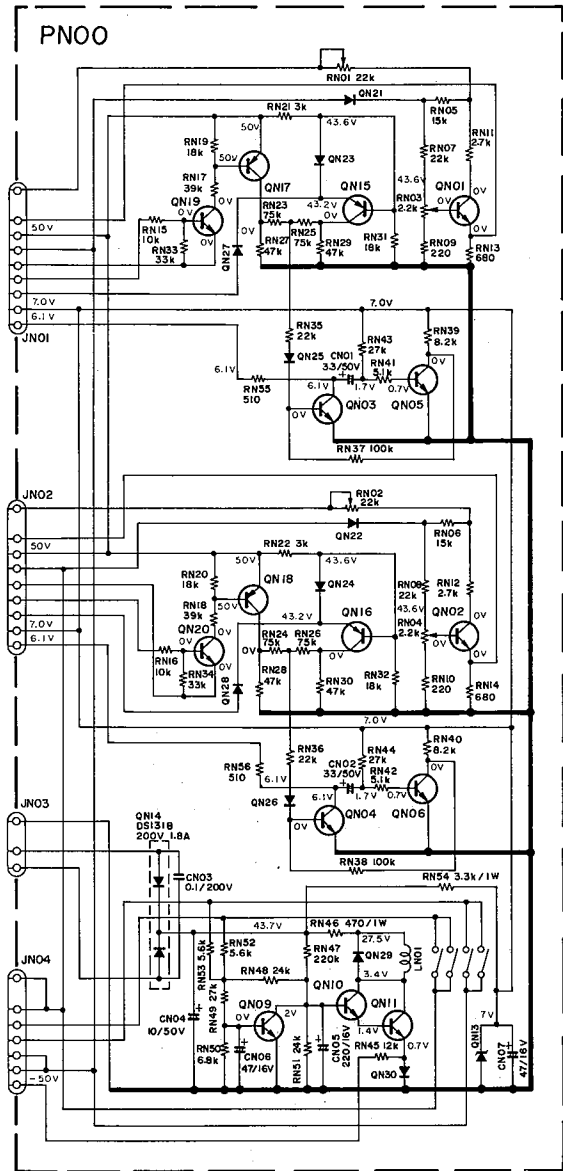 PN00
RN01 22k
QN21
RN05
15k
RN21 3k
43.6V
50V
RN19
18k
RN11
2.7k
RN07
22k
QN23
50V
RN17
39k
43.6V
QN17
QN15
RN03
2.2k
QN01
0V
0V
43.2V
RN23
75k
QN19
0V
0V
50V
RN15
10k
RN33
33k
0V
QN27
0V
RN27
47k
RN25
75k
RN29
47k
RN31
18k
RN09
220
0V
RN13
680
7.0V
7.0V
6.1V
JN01
RN35
22k
RN43
27k
RN39
8.2k
QN25
CN01
33/50V
RN41
5.1k
0V
6.1V
RN55
510
6.1V
+
1.7V
0.7V
QN05
0V
QN03
RN37 100k
JN02
RN02
22k
QN22
RN06
15k
50V
RN22 3k
50V
43.6V
RN20
18k
QN18
QN24
RN08
22k
RN12
2.7k
RN18
39k
50V
43.6V
43.2V
QN16
RN04
2.2k
QN02
0V
0V
QN20
0V
RN24
75k
RN26
75k
7.0V
6.1V
0V
RN16
10k
RN34
33k
0V
QN28
0V
RN28
47k
RN30
47k
RN32
18k
RN10
220
0V
RN14
680
7.0V
RN36
22k
RN44
27k
RN40
8.2k
RN56
510
6.1V
CN02
33/50V
RN42
5.1k
0V
QN26
6.1V
+
1.7V
0.7V
QN06
0V
QN04
JN03
QN14
DS131B
200V 1.8A
RN38 100k
RN54 3.3k/1W
CN03
0.1/200V
43.7V
RN46 470/1W
27.5V
RN53 5.6k
RN52
5.6k
RN47
220k
QN29
LN01
JN04
RN48 24k
3.4V
RN49 27k
QN10
QN11
QN09
2V
CN04
10/50V
+
RN50
6.8k
+
CN06
47/16V
RN51 24k
+
CN05
220/16V
1.4V
0.7V
RN45 12k
QN30
7V
QN13
+
CN07
47/16V
-50V